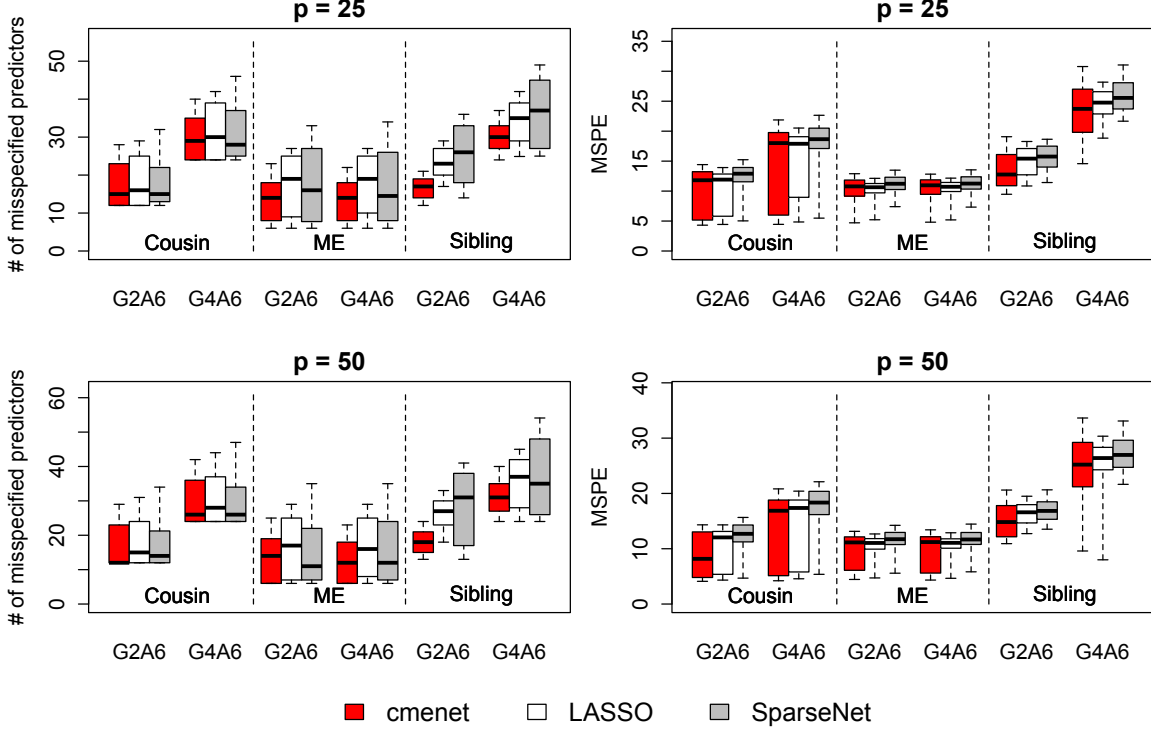 p = 25
# of misspecified predictors
50
30
10
0
Cousin
ME
Sibling
G2A6 G4A6 G2A6 G4A6 G2A6 G4A6
p = 25
MSPE
35
25
15
5
0
Cousin
ME
Sibling
G2A6 G4A6 G2A6 G4A6 G2A6 G4A6
p = 50
# of misspecified predictors
60
40
20
0
Cousin
ME
Sibling
G2A6 G4A6 G2A6 G4A6 G2A6 G4A6
p = 50
MSPE
40
30
20
10
0
Cousin
ME
Sibling
G2A6 G4A6 G2A6 G4A6 G2A6 G4A6
cmenet LASSO SparseNet